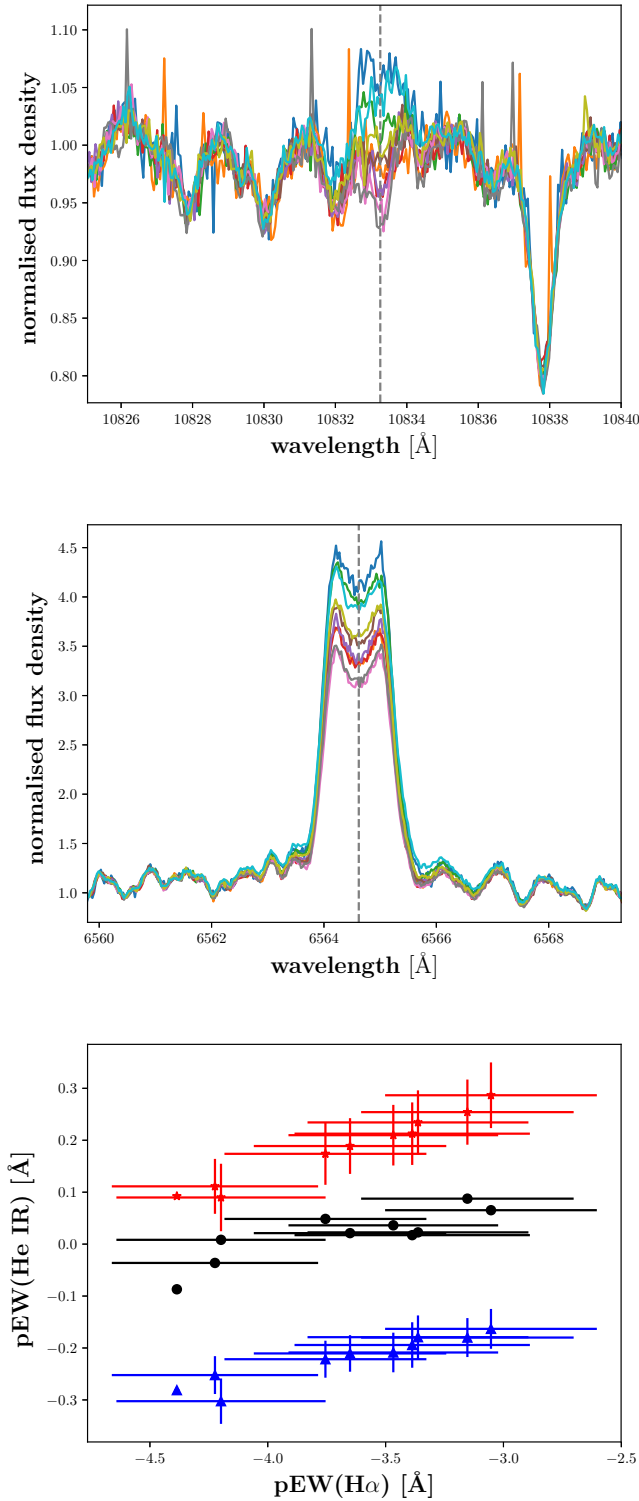 1.10
1.05
1.00
0.95
0.90
0.85
0.80
normalised flux density
10826 10828 10830 10832 10834 10836 10838 10840
wavelength [Å]
4.5
4.0
3.5
3.0
2.5
2.0
1.5
1.0
normalised flux density
6560 6562 6564 6566 6568
wavelength [Å]
0.3
0.2
0.1
0.0
−0.1
−0.2
−0.3
pEW(He IR) [Å]
−4.5 −4.0 −3.5 −3.0 −2.5
pEW(Hα) [Å]